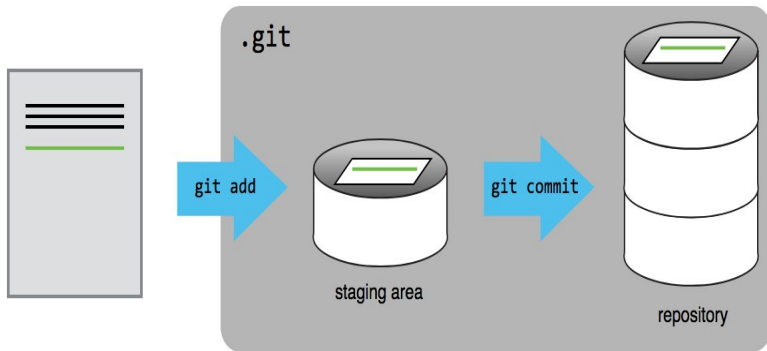 .git
git add
git commit
staging area
repository